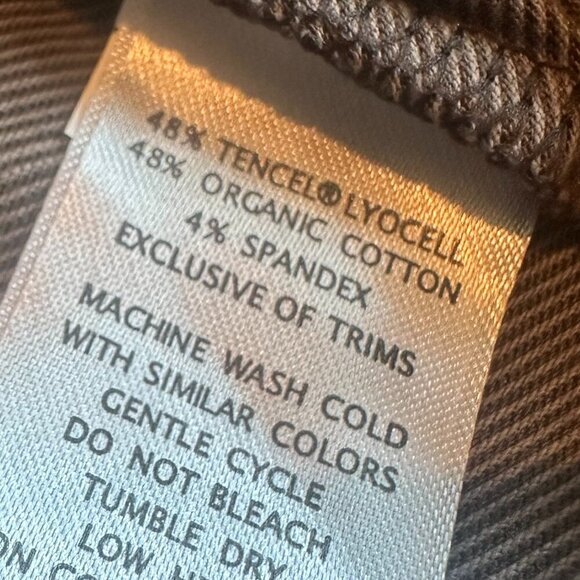 48% TENCEL® LYOCELL
48% ORGANIC COTTON
4% SPANDEX
EXCLUSIVE OF TRIMS
MACHINE WASH COLD
WITH SIMILAR COLORS
GENTLE CYCLE
DO NOT BLEACH
TUMBLE DRY
LOW